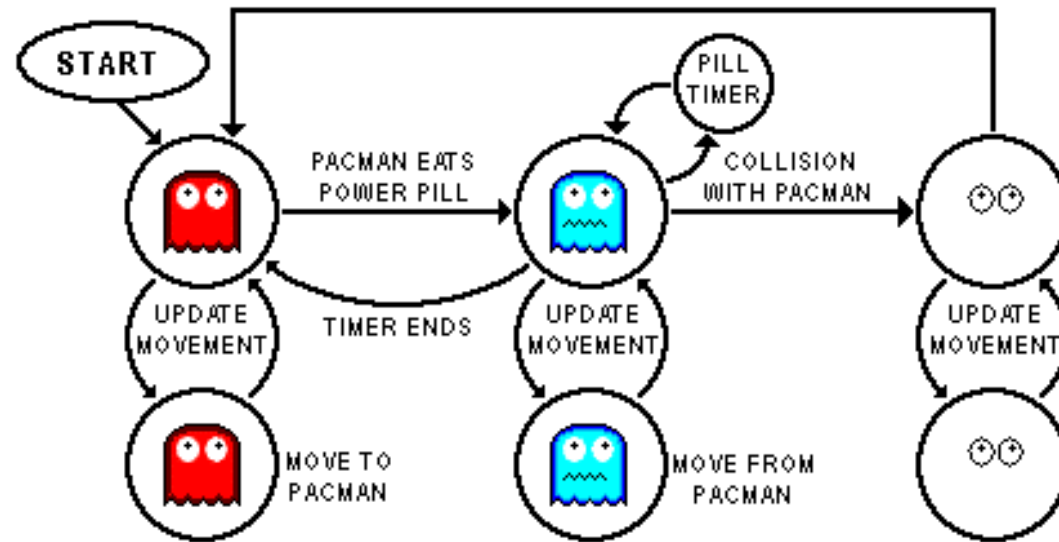 START
PILL
TIMER
PACMAN EATS
POWER PILL
COLLISION
WITH PACMAN
TIMER ENDS
UPDATE
MOVEMENT
UPDATE
MOVEMENT
UPDATE
MOVEMENT
MOVE TO
PACMAN
MOVE FROM
PACMAN